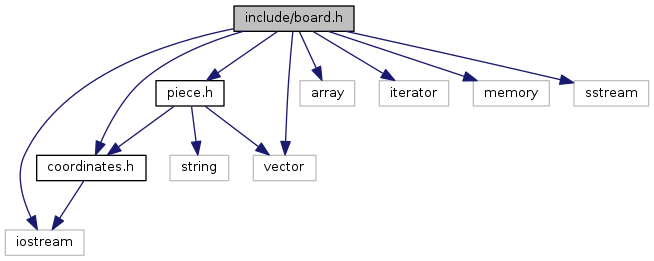 include/board.h
piece.h
array
iterator
memory
sstream
coordinates.h
string
vector
iostream